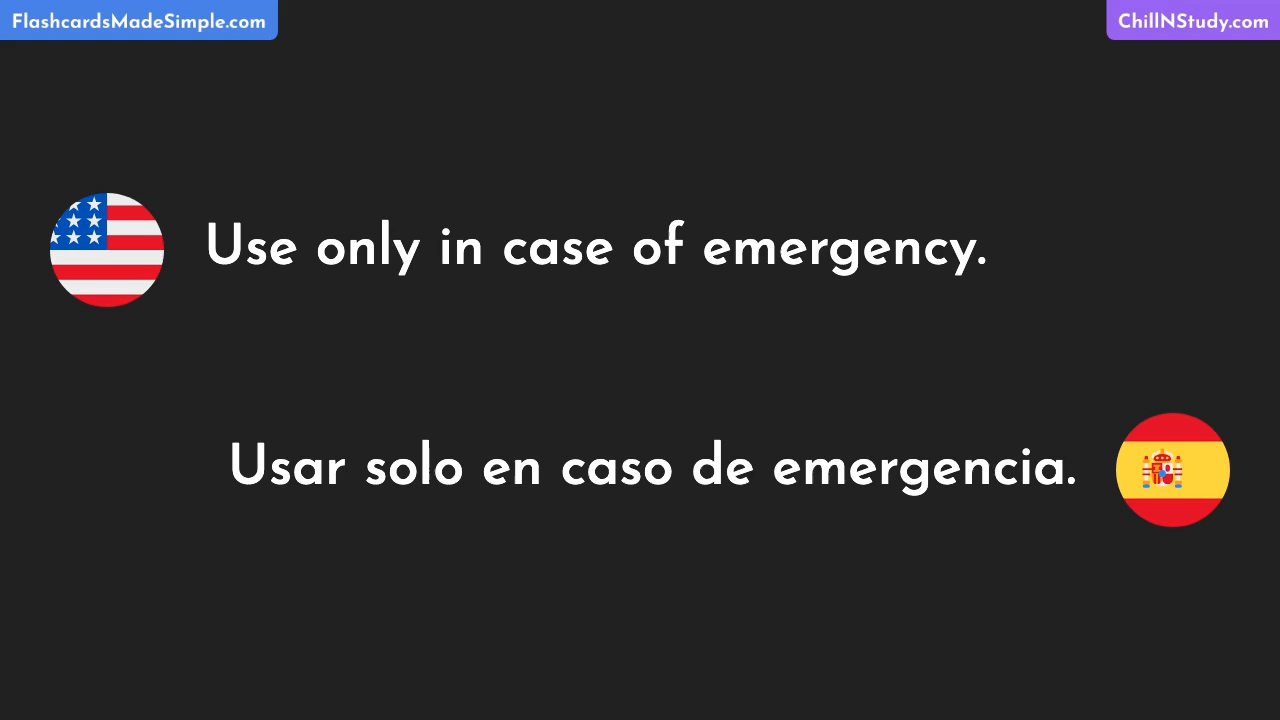 FlashcardsMadeSimple.com
ChillNStudy.com
Use only in case of emergency.
Usar solo en caso de emergencia.